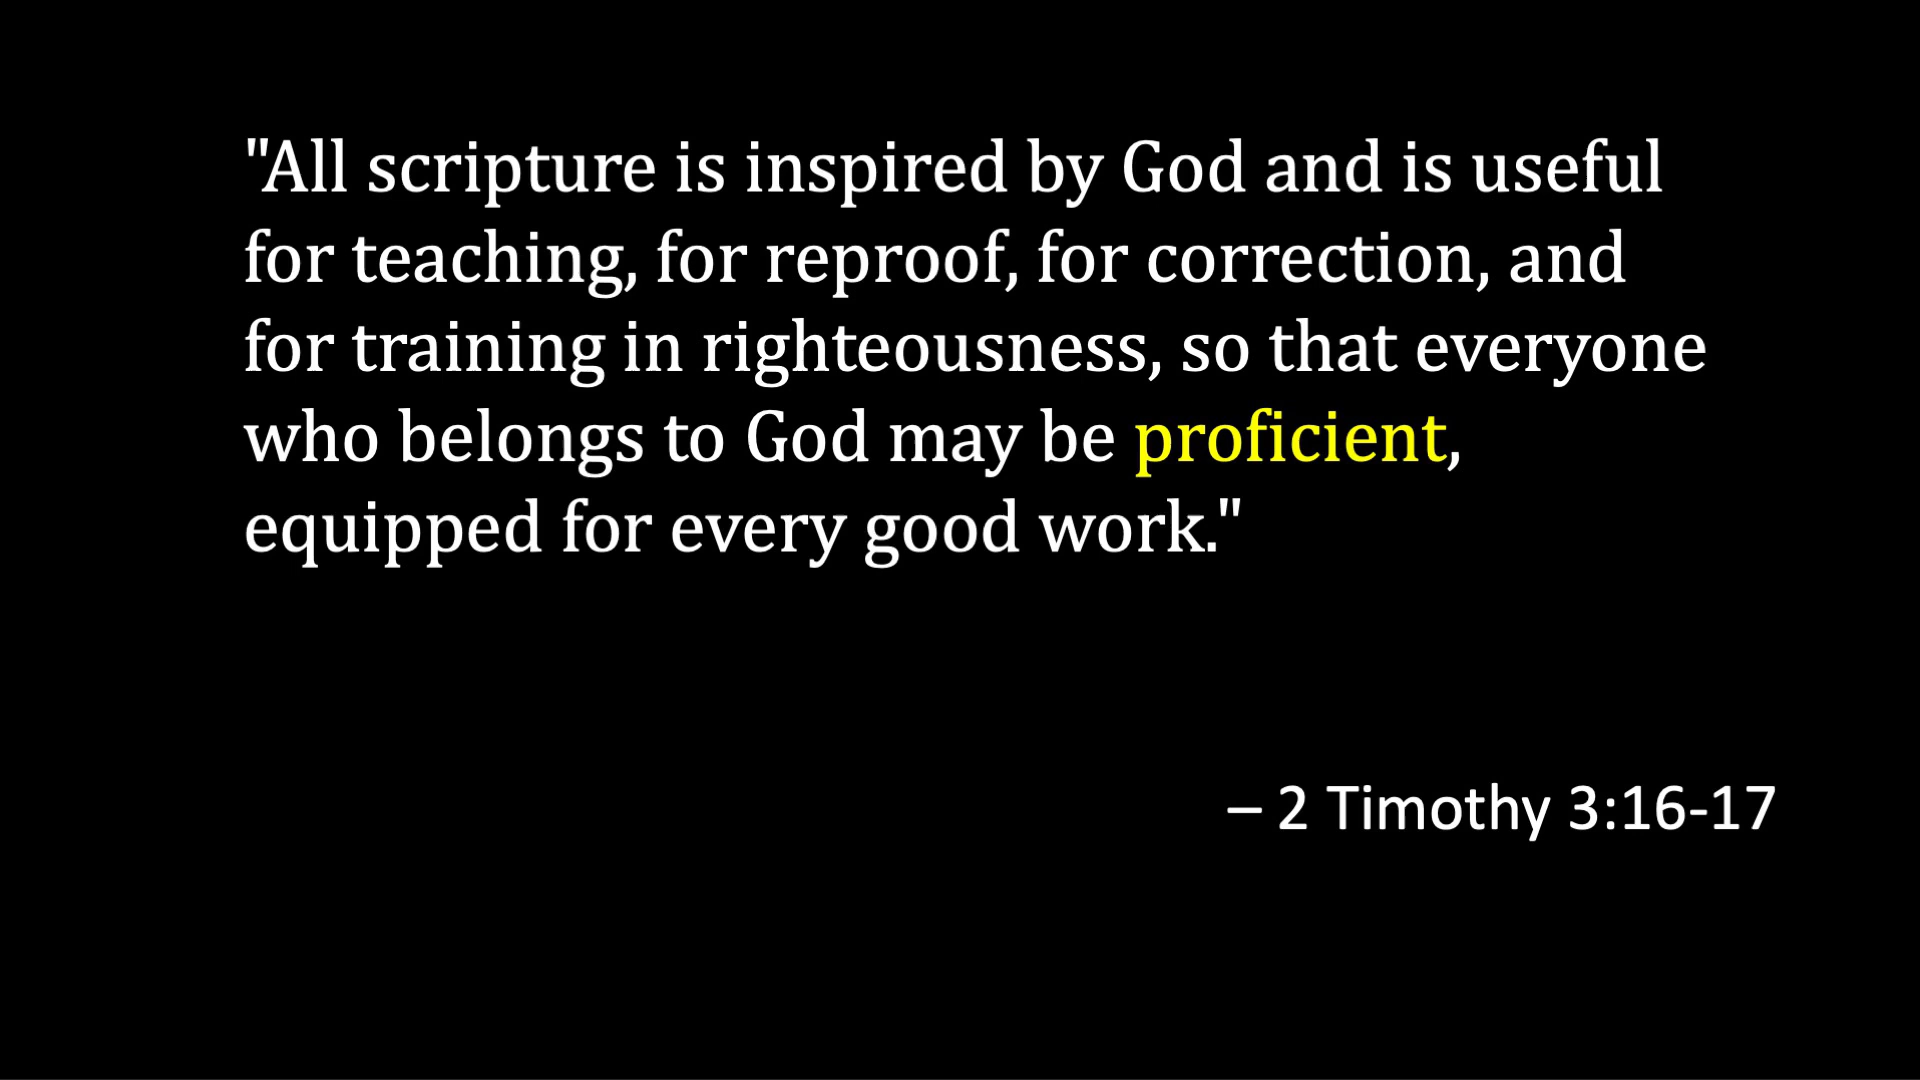 "All scripture is inspired by God and is useful
for teaching, for reproof, for correction, and
for training in righteousness, so that everyone
who belongs to God may be proficient,
equipped for every good work."
– 2 Timothy 3:16-17